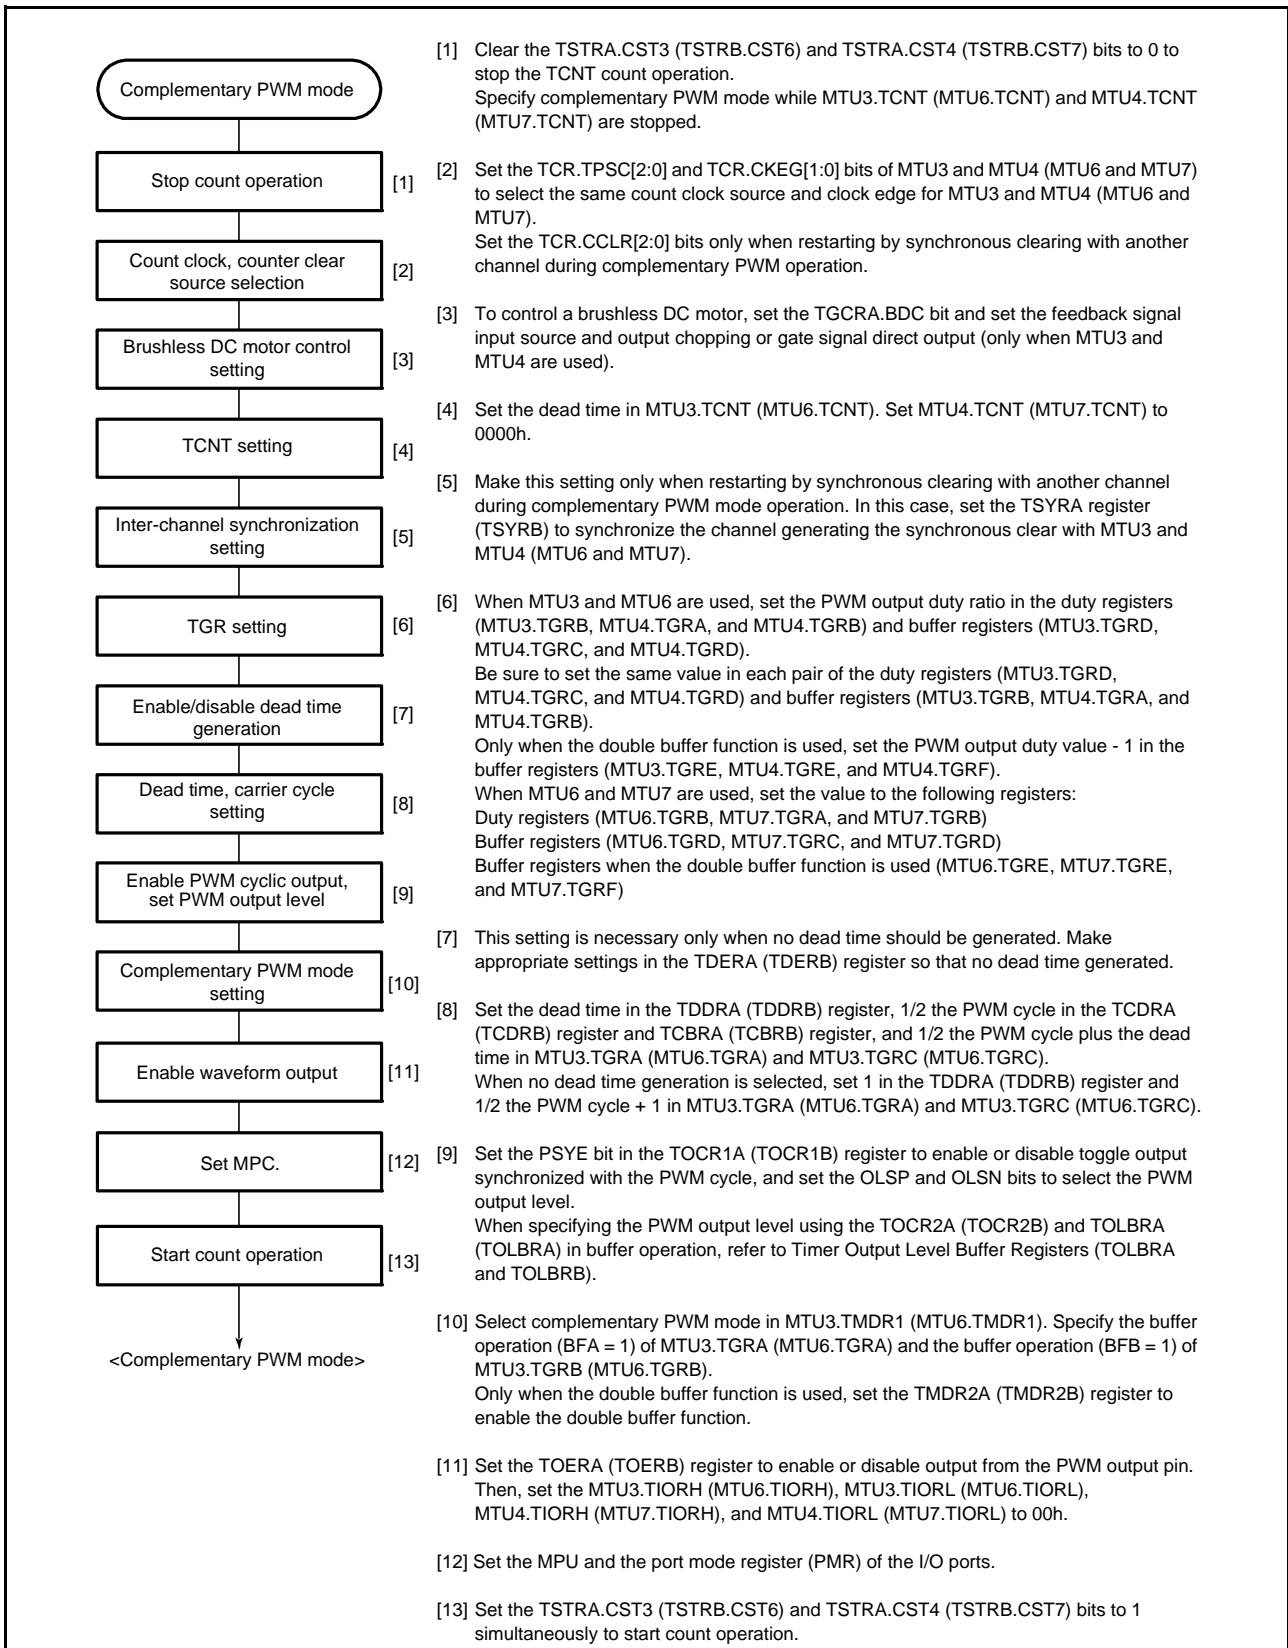 Complementary PWM mode
Stop count operation
[1]
Count clock, counter clear
source selection
[2]
Brushless DC motor control
setting
[3]
TCNT setting
[4]
Inter-channel synchronization
setting
[5]
TGR setting
[6]
Enable/disable dead time
generation
[7]
Dead time, carrier cycle
setting
[8]
Enable PWM cyclic output,
set PWM output level
[9]
Complementary PWM mode
setting
[10]
Enable waveform output
[11]
Set MPC.
[12]
Start count operation
[13]
<Complementary PWM mode>
[1] Clear the TSTRA.CST3 (TSTRB.CST6) and TSTRA.CST4 (TSTRB.CST7) bits to 0 to
stop the TCNT count operation.
Specify complementary PWM mode while MTU3.TCNT (MTU6.TCNT) and MTU4.TCNT
(MTU7.TCNT) are stopped.
[2] Set the TCR.TPSC[2:0] and TCR.CKEG[1:0] bits of MTU3 and MTU4 (MTU6 and MTU7)
to select the same count clock source and clock edge for MTU3 and MTU4 (MTU6 and
MTU7).
Set the TCR.CCLR[2:0] bits only when restarting by synchronous clearing with another
channel during complementary PWM operation.
[3] To control a brushless DC motor, set the TGCRA.BDC bit and set the feedback signal
input source and output chopping or gate signal direct output (only when MTU3 and
MTU4 are used).
[4] Set the dead time in MTU3.TCNT (MTU6.TCNT). Set MTU4.TCNT (MTU7.TCNT) to
0000h.
[5] Make this setting only when restarting by synchronous clearing with another channel
during complementary PWM mode operation. In this case, set the TSYRA register
(TSYRB) to synchronize the channel generating the synchronous clear with MTU3 and
MTU4 (MTU6 and MTU7).
[6] When MTU3 and MTU6 are used, set the PWM output duty ratio in the duty registers
(MTU3.TGRB, MTU4.TGRA, and MTU4.TGRB) and buffer registers (MTU3.TGRD,
MTU4.TGRC, and MTU4.TGRD).
Be sure to set the same value in each pair of the duty registers (MTU3.TGRD,
MTU4.TGRC, and MTU4.TGRD) and buffer registers (MTU3.TGRB, MTU4.TGRA, and
MTU4.TGRB).
Only when the double buffer function is used, set the PWM output duty value - 1 in the
buffer registers (MTU3.TGRE, MTU4.TGRE, and MTU4.TGRF).
When MTU6 and MTU7 are used, set the value to the following registers:
Duty registers (MTU6.TGRB, MTU7.TGRA, and MTU7.TGRB)
Buffer registers (MTU6.TGRD, MTU7.TGRC, and MTU7.TGRD)
Buffer registers when the double buffer function is used (MTU6.TGRE, MTU7.TGRE,
and MTU7.TGRF)
[7] This setting is necessary only when no dead time should be generated. Make
appropriate settings in the TDERA (TDERB) register so that no dead time generated.
[8] Set the dead time in the TDDRA (TDDRB) register, 1/2 the PWM cycle in the TCDRA
(TCDRB) register and TCBRA (TCBRB) register, and 1/2 the PWM cycle plus the dead
time in MTU3.TGRA (MTU6.TGRA) and MTU3.TGRC (MTU6.TGRC).
When no dead time generation is selected, set 1 in the TDDRA (TDDRB) register and
1/2 the PWM cycle + 1 in MTU3.TGRA (MTU6.TGRA) and MTU3.TGRC (MTU6.TGRC).
[9] Set the PSYE bit in the TOCR1A (TOCR1B) register to enable or disable toggle output
synchronized with the PWM cycle, and set the OLSP and OLSN bits to select the PWM
output level.
When specifying the PWM output level using the TOCR2A (TOCR2B) and TOLBRA
(TOLBRA) in buffer operation, refer to Timer Output Level Buffer Registers (TOLBRA
and TOLBRB).
[10] Select complementary PWM mode in MTU3.TMDR1 (MTU6.TMDR1). Specify the buffer
operation (BFA = 1) of MTU3.TGRA (MTU6.TGRA) and the buffer operation (BFB = 1) of
MTU3.TGRB (MTU6.TGRB).
Only when the double buffer function is used, set the TMDR2A (TMDR2B) register to
enable the double buffer function.
[11] Set the TOERA (TOERB) register to enable or disable output from the PWM output pin.
Then, set the MTU3.TIORH (MTU6.TIORH), MTU3.TIORL (MTU6.TIORL),
MTU4.TIORH (MTU7.TIORH), and MTU4.TIORL (MTU7.TIORL) to 00h.
[12] Set the MPU and the port mode register (PMR) of the I/O ports.
[13] Set the TSTRA.CST3 (TSTRB.CST6) and TSTRA.CST4 (TSTRB.CST7) bits to 1
simultaneously to start count operation.